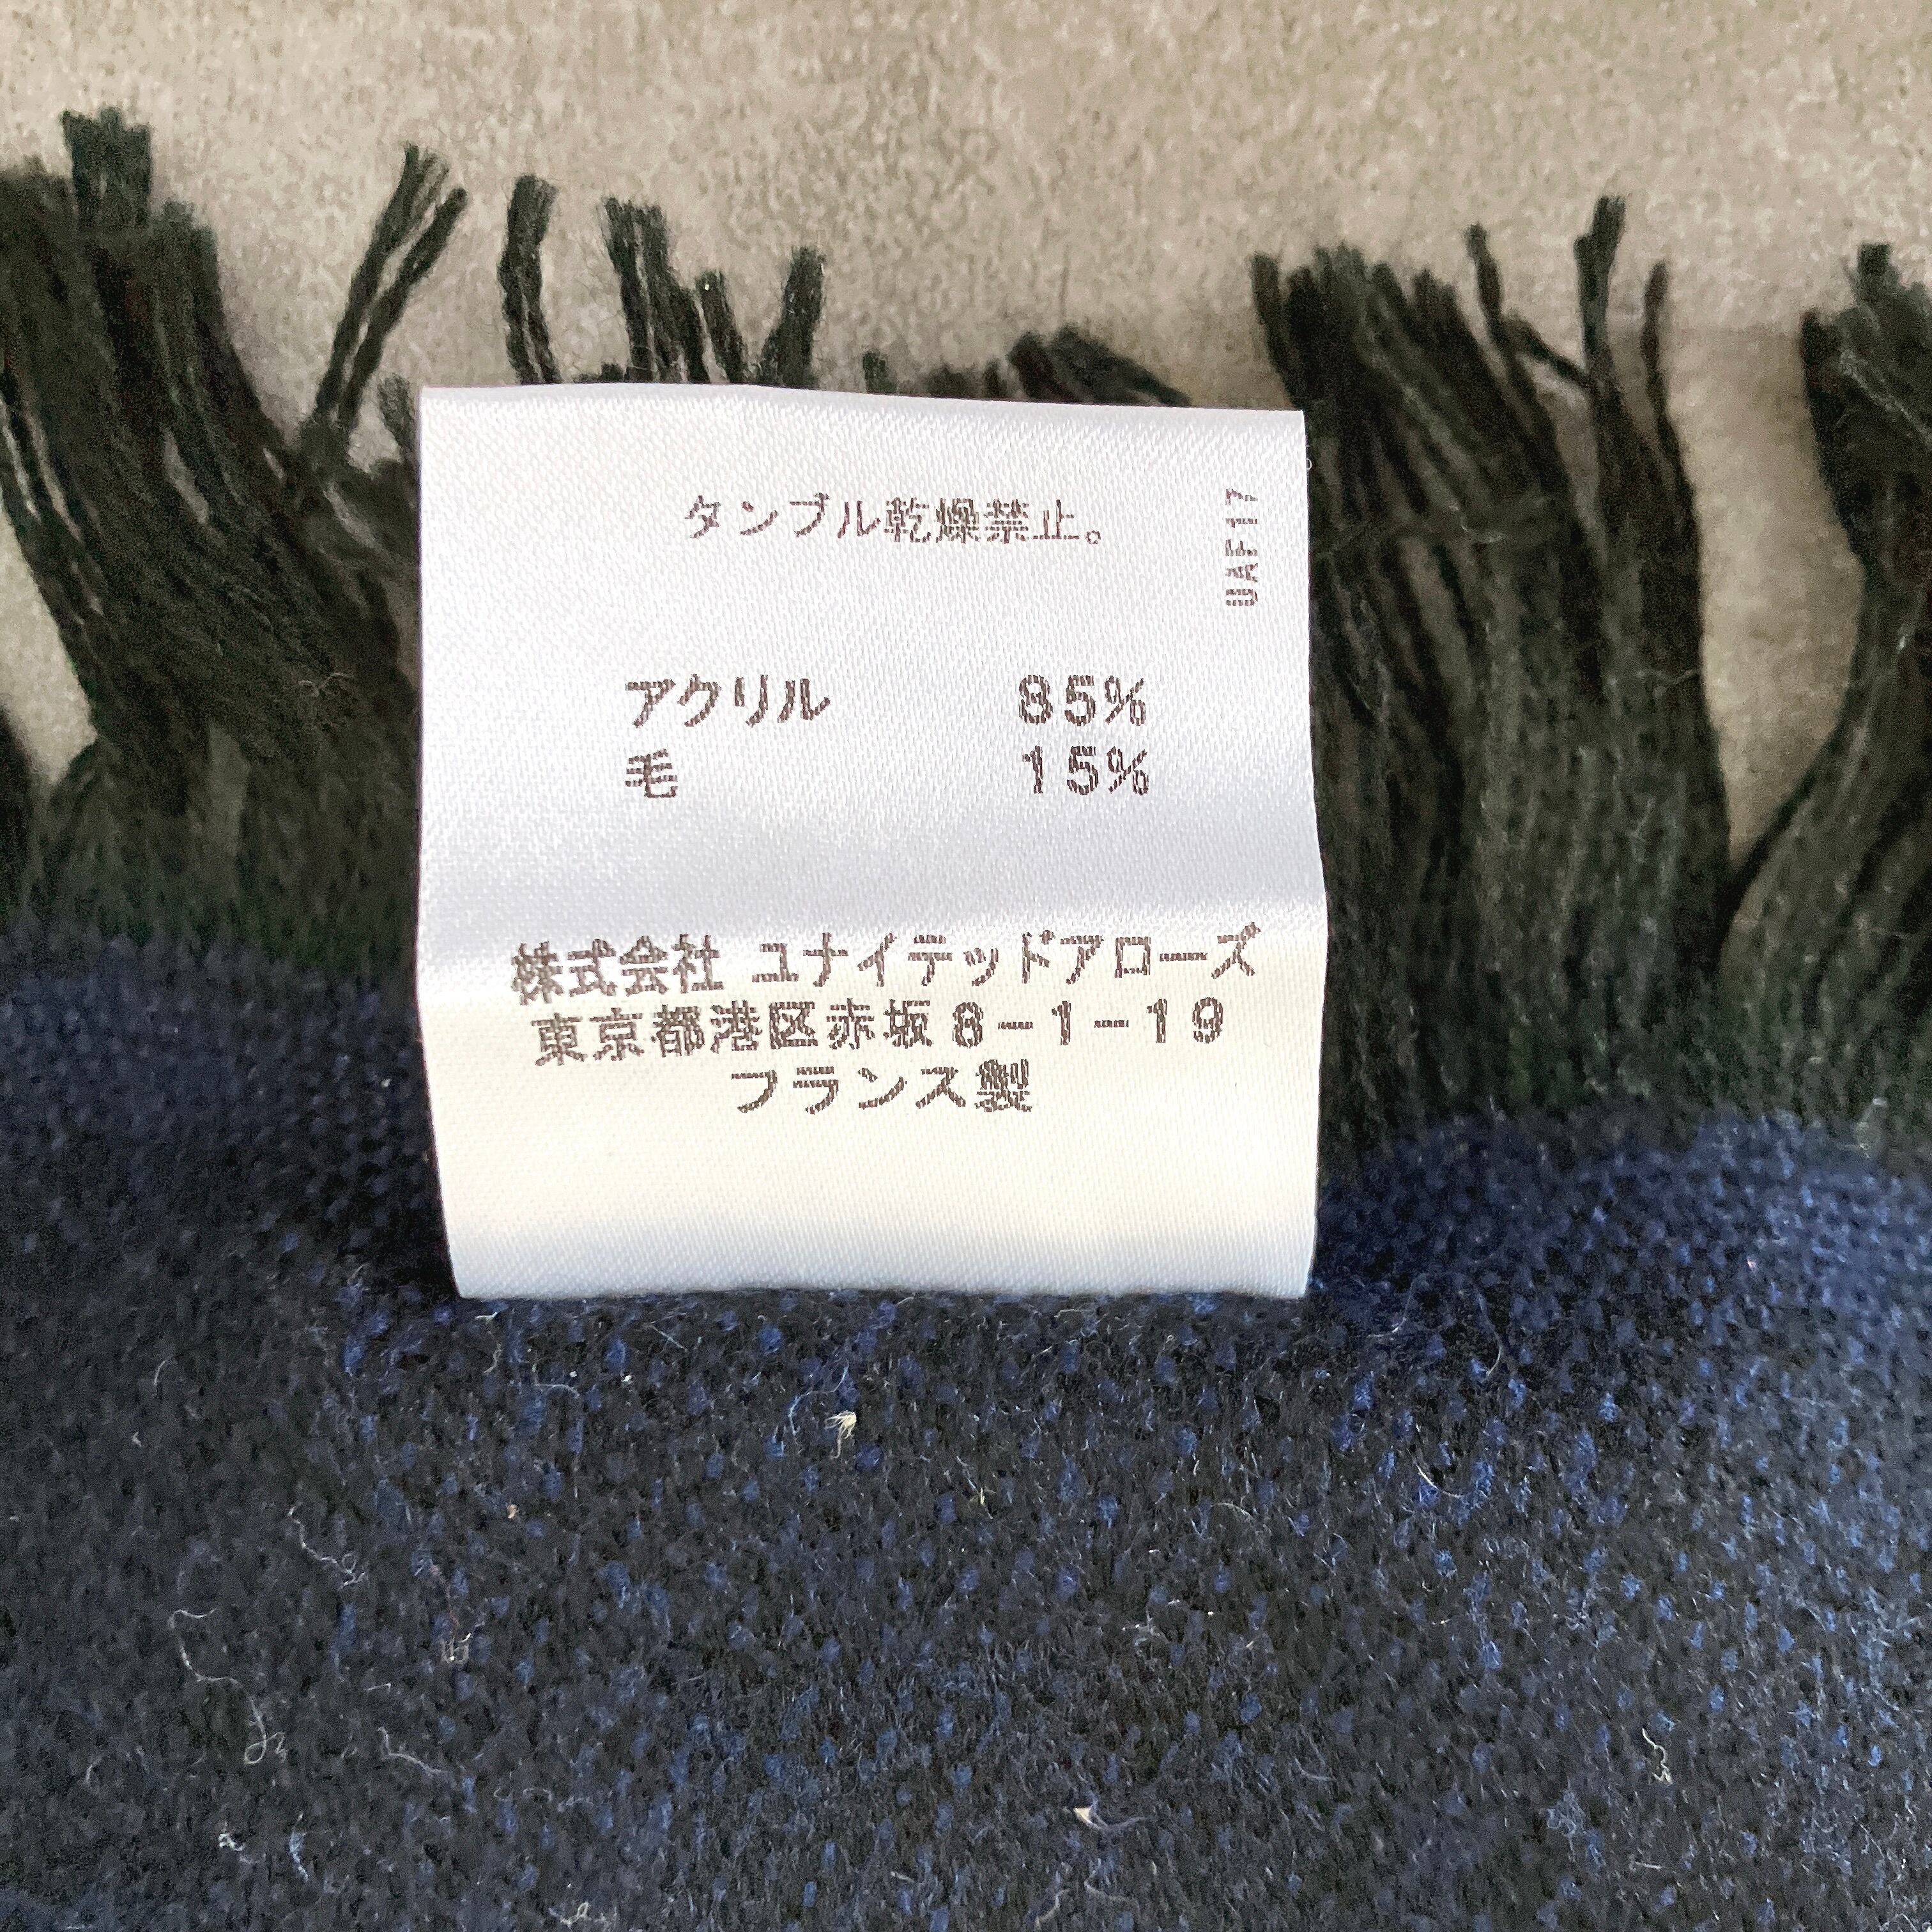 タンブル乾燥禁止。
UAF117
アクリル 85%
毛 15%
株式会社 ユナイテッドアローズ
東京都港区赤坂8-1-19
フランス製